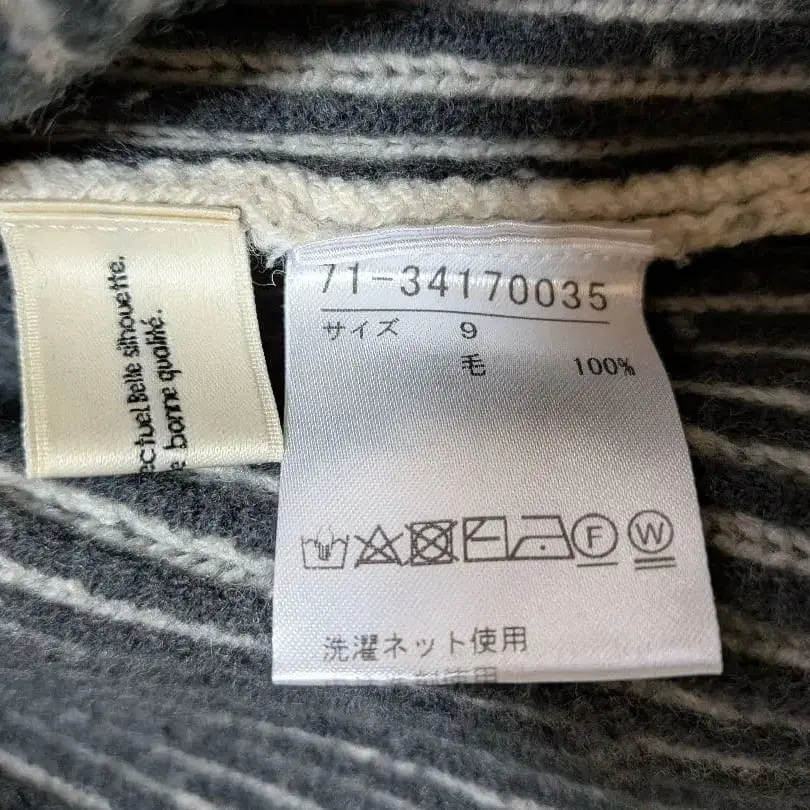 ectuel Belle silhouette.
e bonne qualité.
71-34170035
サイズ 9
毛 100%
F W
洗濯ネット使用